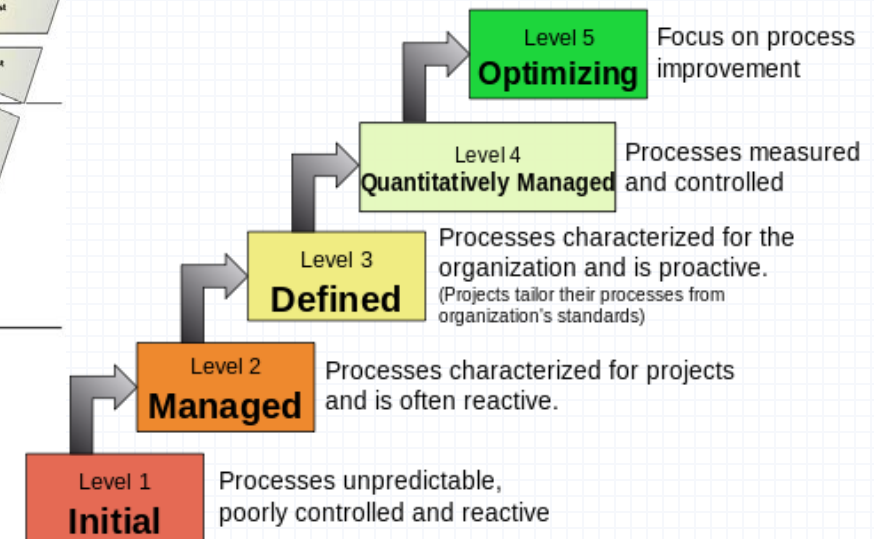 Level 5
Optimizing
Focus on process
improvement
Level 4
Quantitatively Managed
Processes measured
and controlled
Level 3
Defined
Processes characterized for the
organization and is proactive.
(Projects tailor their processes from
organization's standards)
Level 2
Managed
Processes characterized for projects
and is often reactive.
Level 1
Initial
Processes unpredictable,
poorly controlled and reactive